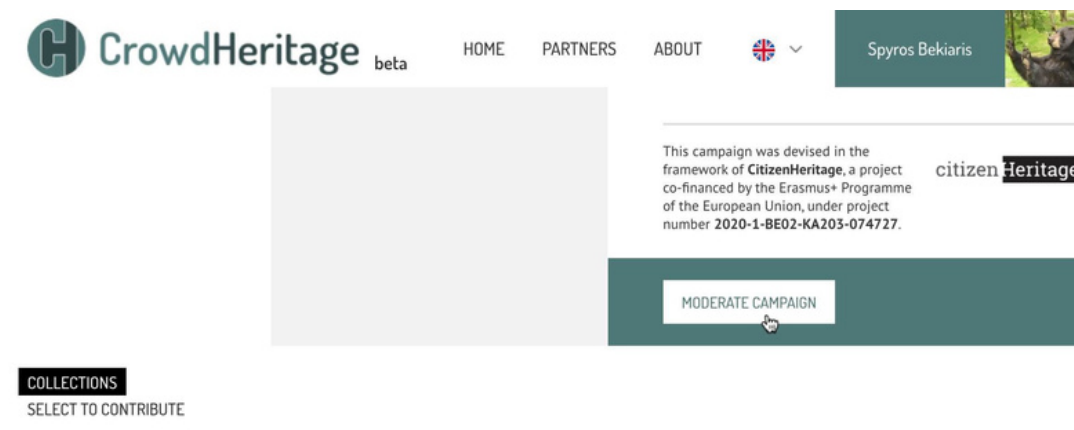 CrowdHeritage beta
HOME PARTNERS ABOUT
Spyros Bekiaris
This campaign was devised in the
framework of CitizenHeritage, a project
co-financed by the Erasmus+ Programme
of the European Union, under project
number 2020-1-BE02-KA203-074727.
citizen Heritage
MODERATE CAMPAIGN
COLLECTIONS
SELECT TO CONTRIBUTE